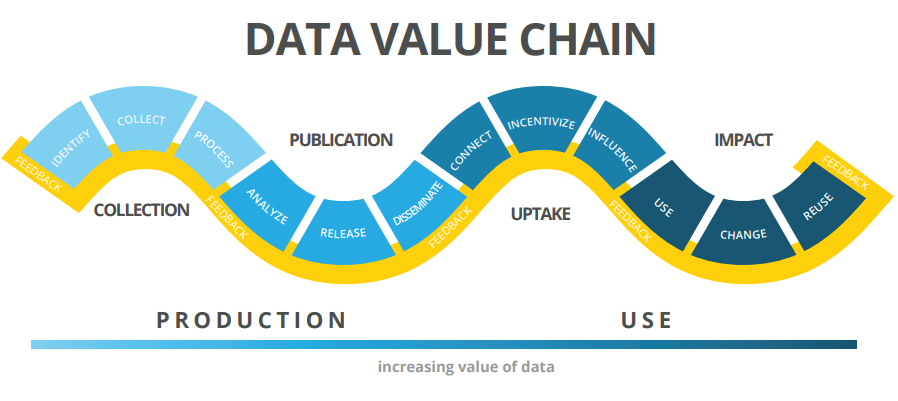 DATA VALUE CHAIN
IDENTIFY
COLLECT
PROCESS
FEEDBACK
COLLECTION
PUBLICATION
ANALYZE
RELEASE
DISSEMINATE
FEEDBACK
FEEDBACK
CONNECT
INCENTIVIZE
INFLUENCE
UPTAKE
IMPACT
FEEDBACK
USE
CHANGE
REUSE
FEEDBACK
PRODUCTION
USE
increasing value of data